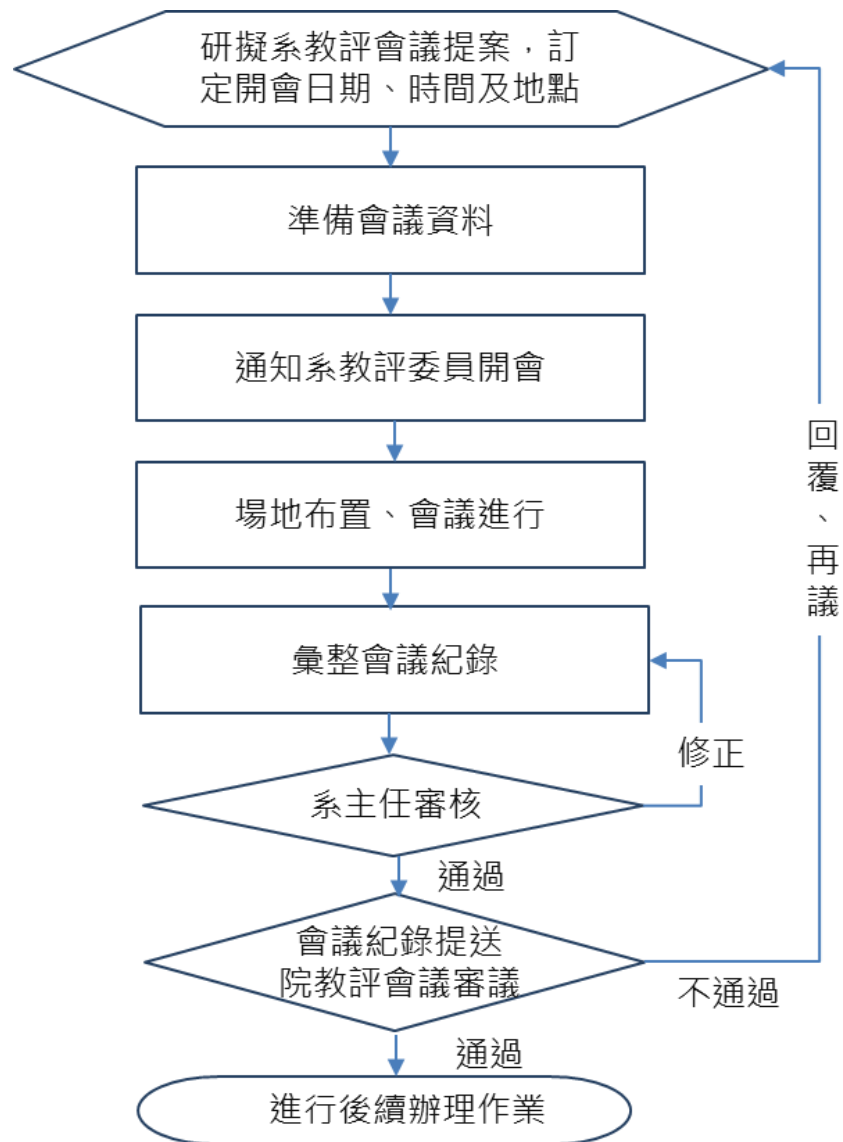 研擬系教評會議提案，訂
定開會日期、時間及地點
準備會議資料
通知系教評委員開會
場地布置、會議進行
回覆、再議
彙整會議紀錄
修正
系主任審核
通過
會議紀錄提送
院教評會議審議
不通過
通過
進行後續辦理作業